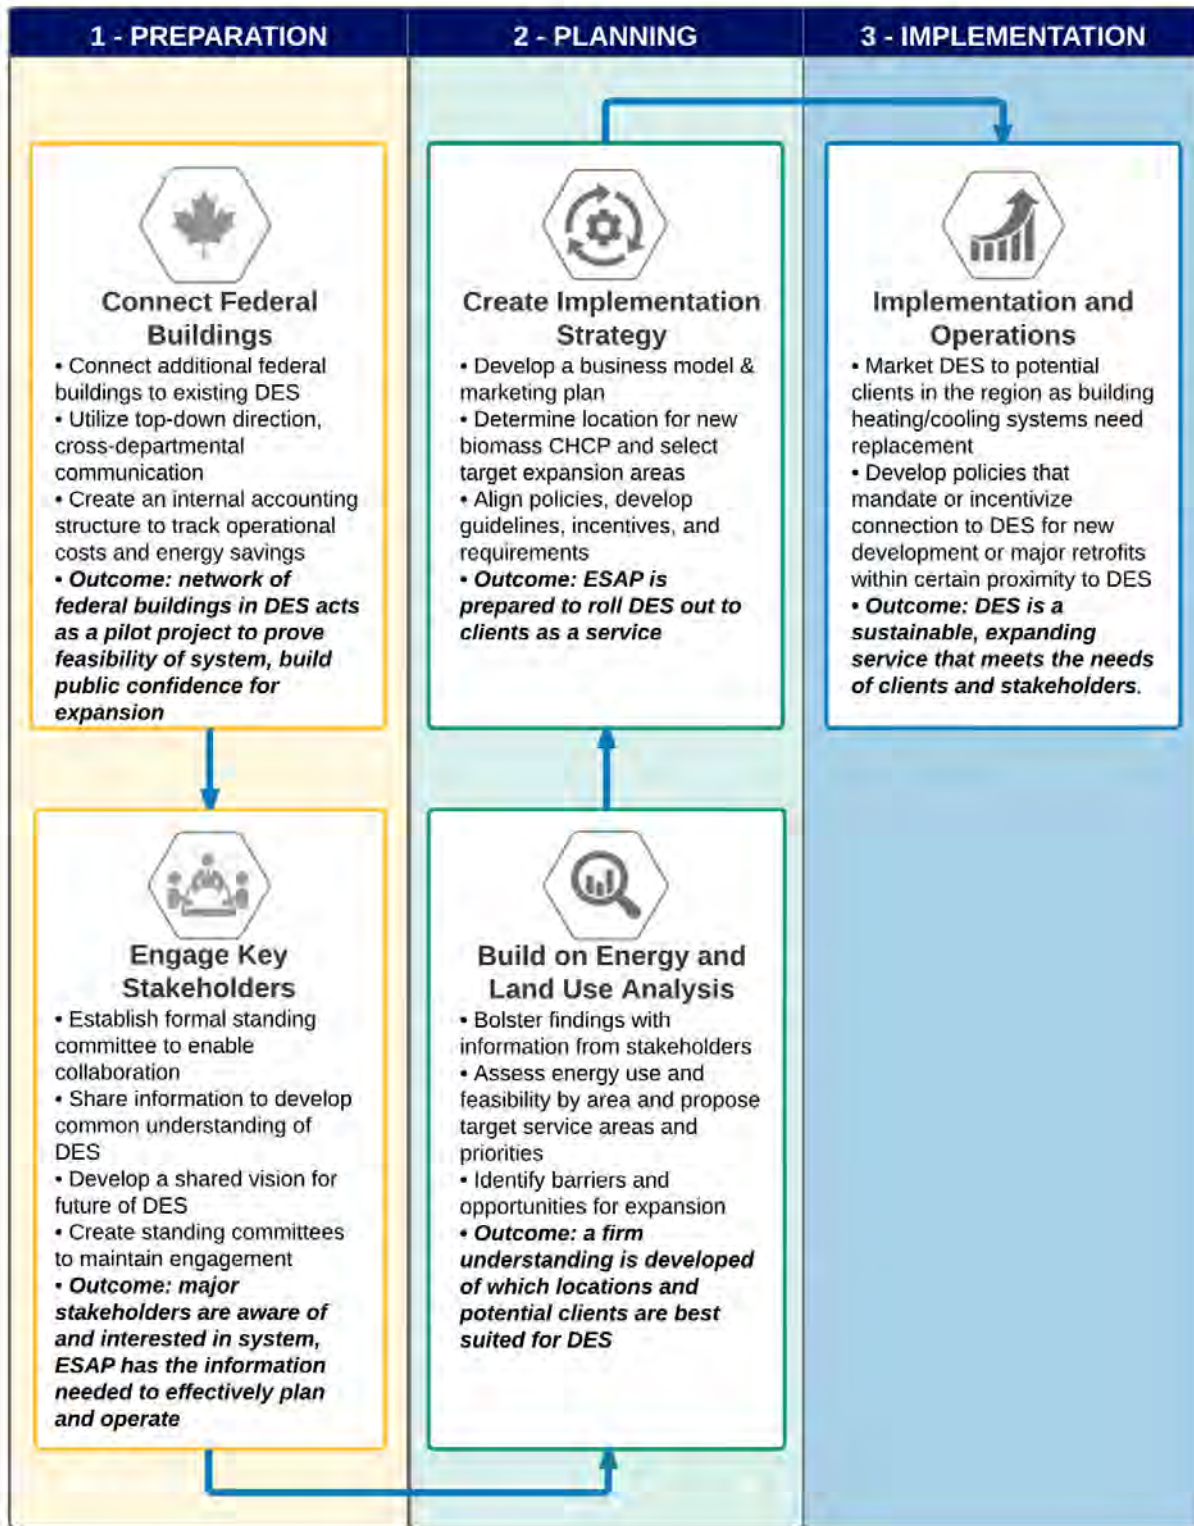 1 - PREPARATION
2 - PLANNING
3 - IMPLEMENTATION
Connect Federal
Buildings
• Connect additional federal
buildings to existing DES
• Utilize top-down direction,
cross-departmental
communication
• Create an internal accounting
structure to track operational
costs and energy savings
• Outcome: network of
federal buildings in DES acts
as a pilot project to prove
feasibility of system, build
public confidence for
expansion
Engage Key
Stakeholders
• Establish formal standing
committee to enable
collaboration
• Share information to develop
common understanding of
DES
• Develop a shared vision for
future of DES
• Create standing committees
to maintain engagement
• Outcome: major
stakeholders are aware of
and interested in system,
ESAP has the information
needed to effectively plan
and operate
Build on Energy and
Land Use Analysis
• Bolster findings with
information from stakeholders
• Assess energy use and
feasibility by area and propose
target service areas and
priorities
• Identify barriers and
opportunities for expansion
• Outcome: a firm
understanding is developed
of which locations and
potential clients are best
suited for DES
Create Implementation
Strategy
• Develop a business model &
marketing plan
• Determine location for new
biomass CHCP and select
target expansion areas
• Align policies, develop
guidelines, incentives, and
requirements
• Outcome: ESAP is
prepared to roll DES out to
clients as a service
Implementation and
Operations
• Market DES to potential
clients in the region as building
heating/cooling systems need
replacement
• Develop policies that
mandate or incentivize
connection to DES for new
development or major retrofits
within certain proximity to DES
• Outcome: DES is a
sustainable, expanding
service that meets the needs
of clients and stakeholders.